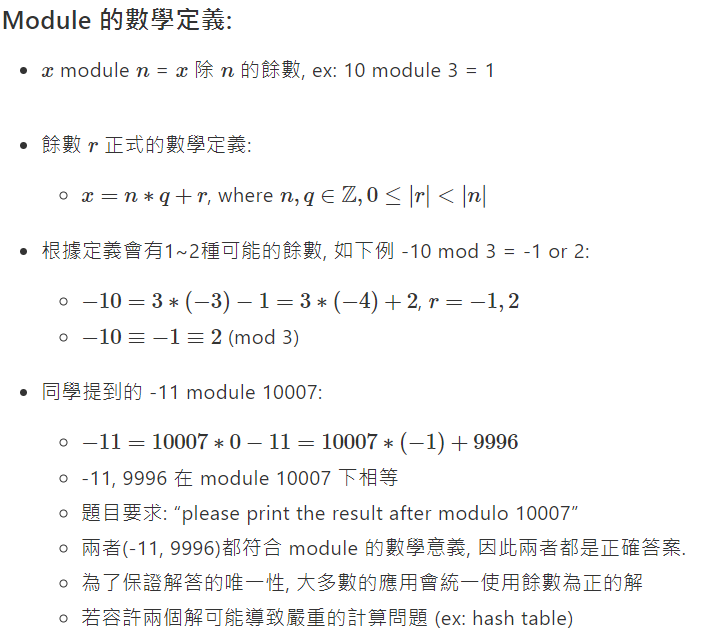 Module 的數學定義:
x module n = x 除 n 的餘數, ex: 10 module 3 = 1
餘數 r 正式的數學定義:
x = n ∗ q + r, where n, q ∈ ℤ, 0 ≤ |r| < |n|
根據定義會有1~2種可能的餘數, 如下例 -10 mod 3 = -1 or 2:
−10 = 3 ∗ (−3) − 1 = 3 ∗ (−4) + 2, r = −1, 2
−10 ≡ −1 ≡ 2 (mod 3)
同學提到的 -11 module 10007:
−11 = 10007 ∗ 0 − 11 = 10007 ∗ (−1) + 9996
-11, 9996 在 module 10007 下相等
題目要求: “please print the result after modulo 10007”
兩者(-11, 9996)都符合 module 的數學意義, 因此兩者都是正確答案.
為了保證解答的唯一性, 大多數的應用會統一使用餘數為正的解
若容許兩個解可能導致嚴重的計算問題 (ex: hash table)